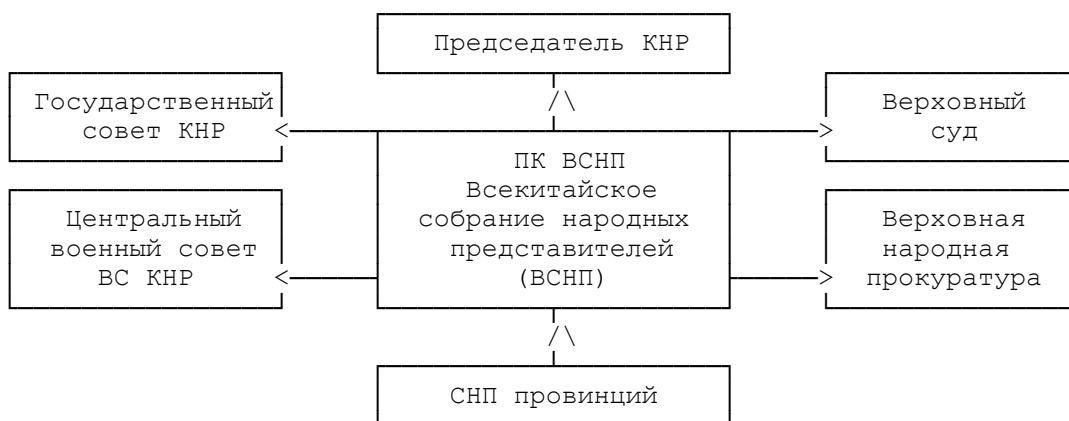 Председатель КНР
Государственный
совет КНР
Верховный
суд
ПК ВСНП
Всекитайское
собрание народных
представителей
(ВСНП)
Центральный
военный совет
ВС КНР
Верховная
народная
прокуратура
СНП провинций